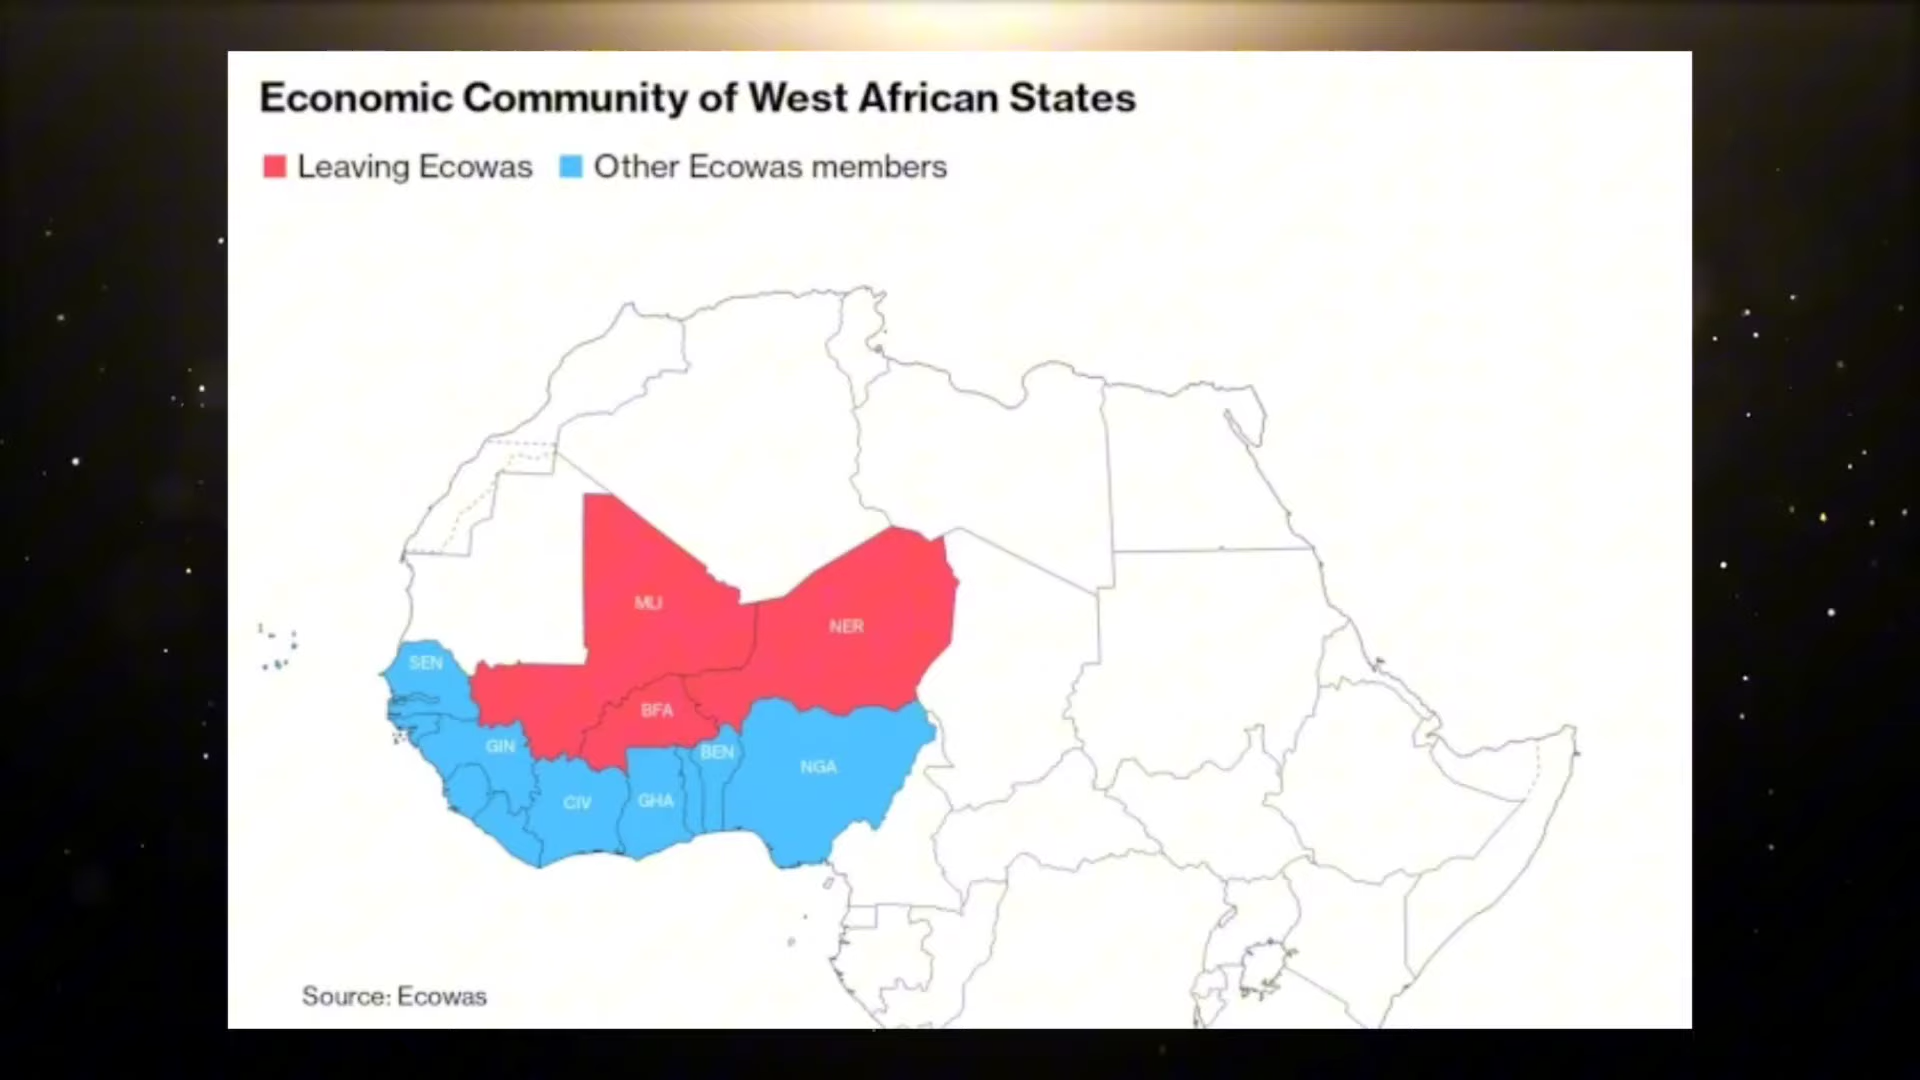 Economic Community of West African States
Leaving Ecowas Other Ecowas members
MLI
NER
SEN
BFA
GIN
BEN
NGA
CIV
GHA
Source: Ecowas